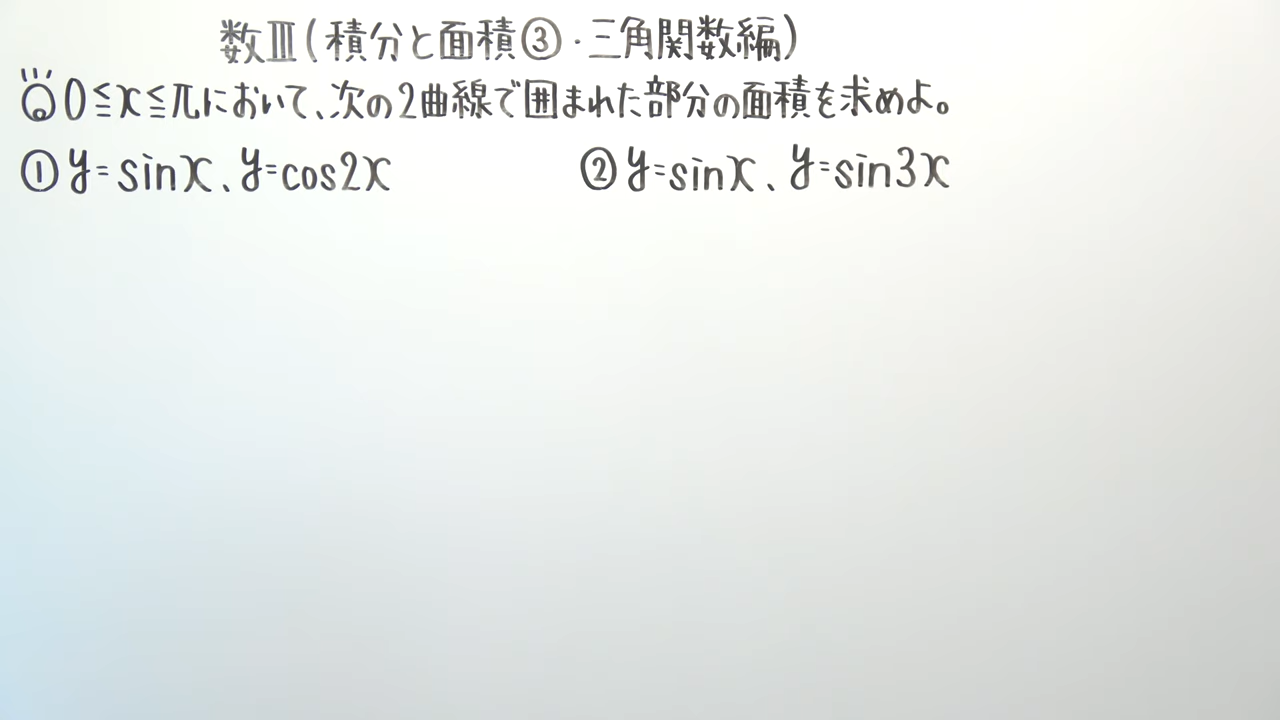 数Ⅲ(積分と面積③・三角関数編)
0≦x≦πにおいて、次の2曲線で囲まれた部分の面積を求めよ。
① y=sinx、y=cos2x ② y=sinx、y=sin3x